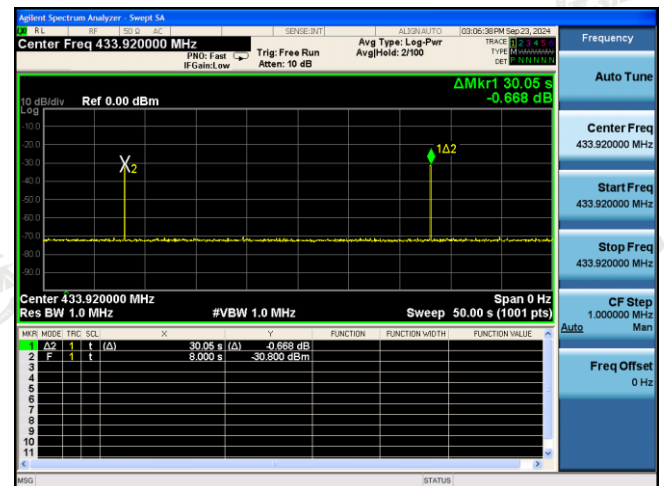 Agilent Spectrum Analyzer - Swept SA
RL RF 50 Ω AC SENSE:INT ALIGNAUTO 03:06:38 PM Sep 23, 2024
Center Freq 433.920000 MHz
PNO: Fast
IFGain:Low
Trig: Free Run
Atten: 10 dB
Avg Type: Log-Pwr
Avg|Hold: 2/100
TRACE 1 2 3 4 5 6
TYPE
DET P N N N N N
ΔMkr1 30.05 s
-0.668 dB
10 dB/div Ref 0.00 dBm
Log
-10.0
-20.0
-30.0
-40.0
-50.0
-60.0
-70.0
-80.0
-90.0
2
1Δ2
Center 433.920000 MHz Span 0 Hz
Res BW 1.0 MHz #VBW 1.0 MHz Sweep 50.00 s (1001 pts)
MKR MODE TRC SCL X Y FUNCTION FUNCTION WIDTH FUNCTION VALUE
1 Δ2 1 t (Δ) 30.05 s (Δ) -0.668 dB
2 F 1 t 8.000 s -30.800 dBm
3
4
5
6
7
8
9
10
11
MSG STATUS
Frequency
Auto Tune
Center Freq
433.920000 MHz
Start Freq
433.920000 MHz
Stop Freq
433.920000 MHz
CF Step
1.000000 MHz
Auto Man
Freq Offset
0 Hz